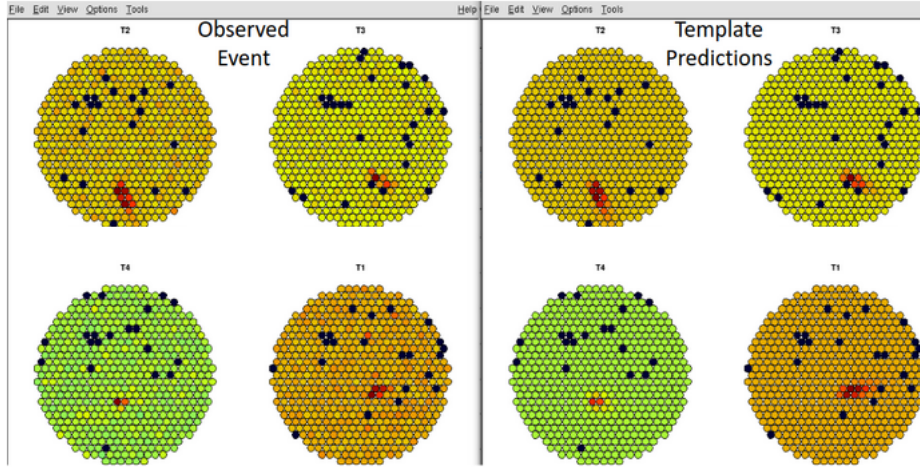 File Edit View Options Tools Help
File Edit View Options Tools
T2 Observed Event T3
T2 Template Predictions T3
T4 T1
T4 T1